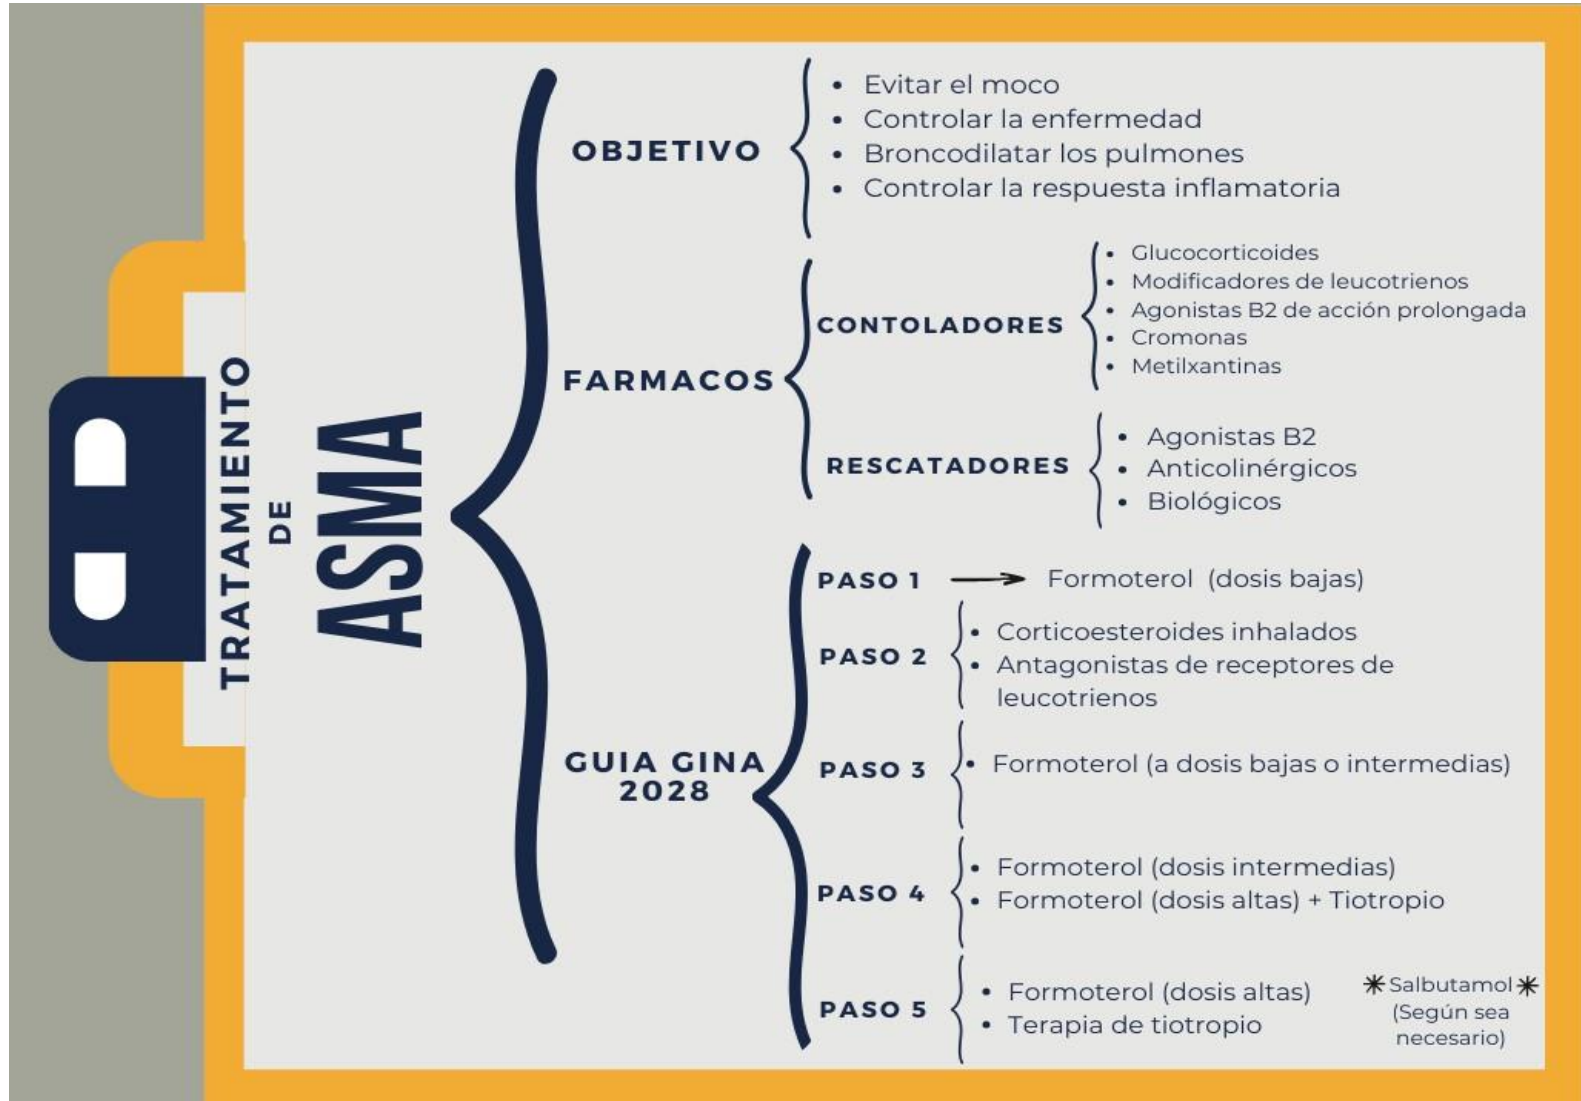 TRATAMIENTO
DE
ASMA
OBJETIVO
• Evitar el moco
• Controlar la enfermedad
• Broncodilatar los pulmones
• Controlar la respuesta inflamatoria
FARMACOS
CONTOLADORES
• Glucocorticoides
• Modificadores de leucotrienos
• Agonistas B2 de acción prolongada
• Cromonas
• Metilxantinas
RESCATADORES
• Agonistas B2
• Anticolinérgicos
• Biológicos
GUIA GINA
2028
PASO 1
Formoterol (dosis bajas)
PASO 2
• Corticoesteroides inhalados
• Antagonistas de receptores de
leucotrienos
PASO 3
• Formoterol (a dosis bajas o intermedias)
PASO 4
• Formoterol (dosis intermedias)
• Formoterol (dosis altas) + Tiotropio
PASO 5
• Formoterol (dosis altas)
• Terapia de tiotropio
*Salbutamol*
(Según sea
necesario)